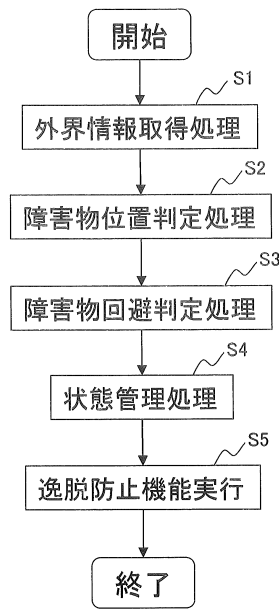 開始
S1
外界情報取得処理
S2
障害物位置判定処理
S3
障害物回避判定処理
S4
状態管理処理
S5
逸脱防止機能実行
終了